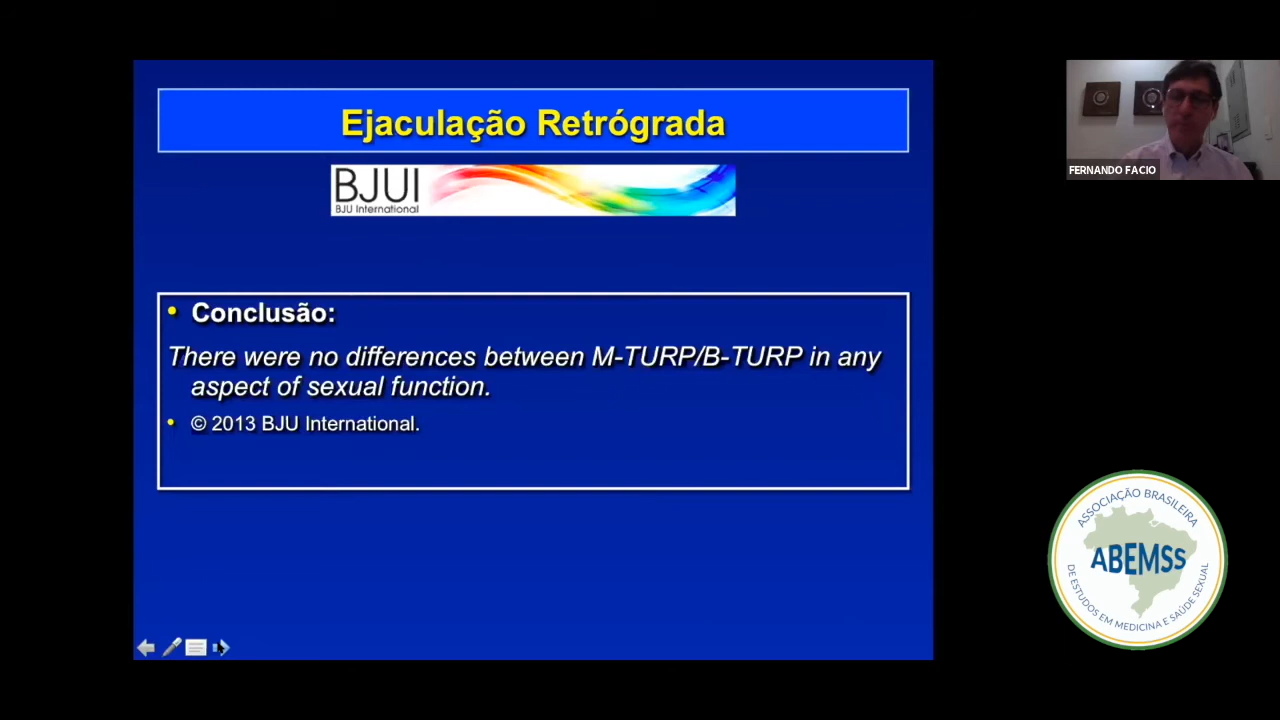 Ejaculação Retrógrada
BJUI
BJU International
• Conclusão:
There were no differences between M-TURP/B-TURP in any
aspect of sexual function.
• © 2013 BJU International.
FERNANDO FACIO
ASSOCIAÇÃO BRASILEIRA
ABEMSS
DE ESTUDOS EM MEDICINA E SAÚDE SEXUAL